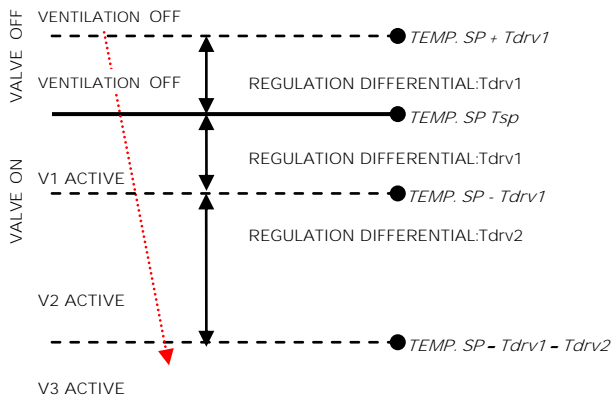 VALVE OFF
VENTILATION OFF
TEMP. SP + Tdrv1
VENTILATION OFF
REGULATION DIFFERENTIAL:Tdrv1
TEMP. SP Tsp
VALVE ON
REGULATION DIFFERENTIAL:Tdrv1
V1 ACTIVE
TEMP. SP - Tdrv1
REGULATION DIFFERENTIAL:Tdrv2
V2 ACTIVE
TEMP. SP – Tdrv1 – Tdrv2
V3 ACTIVE